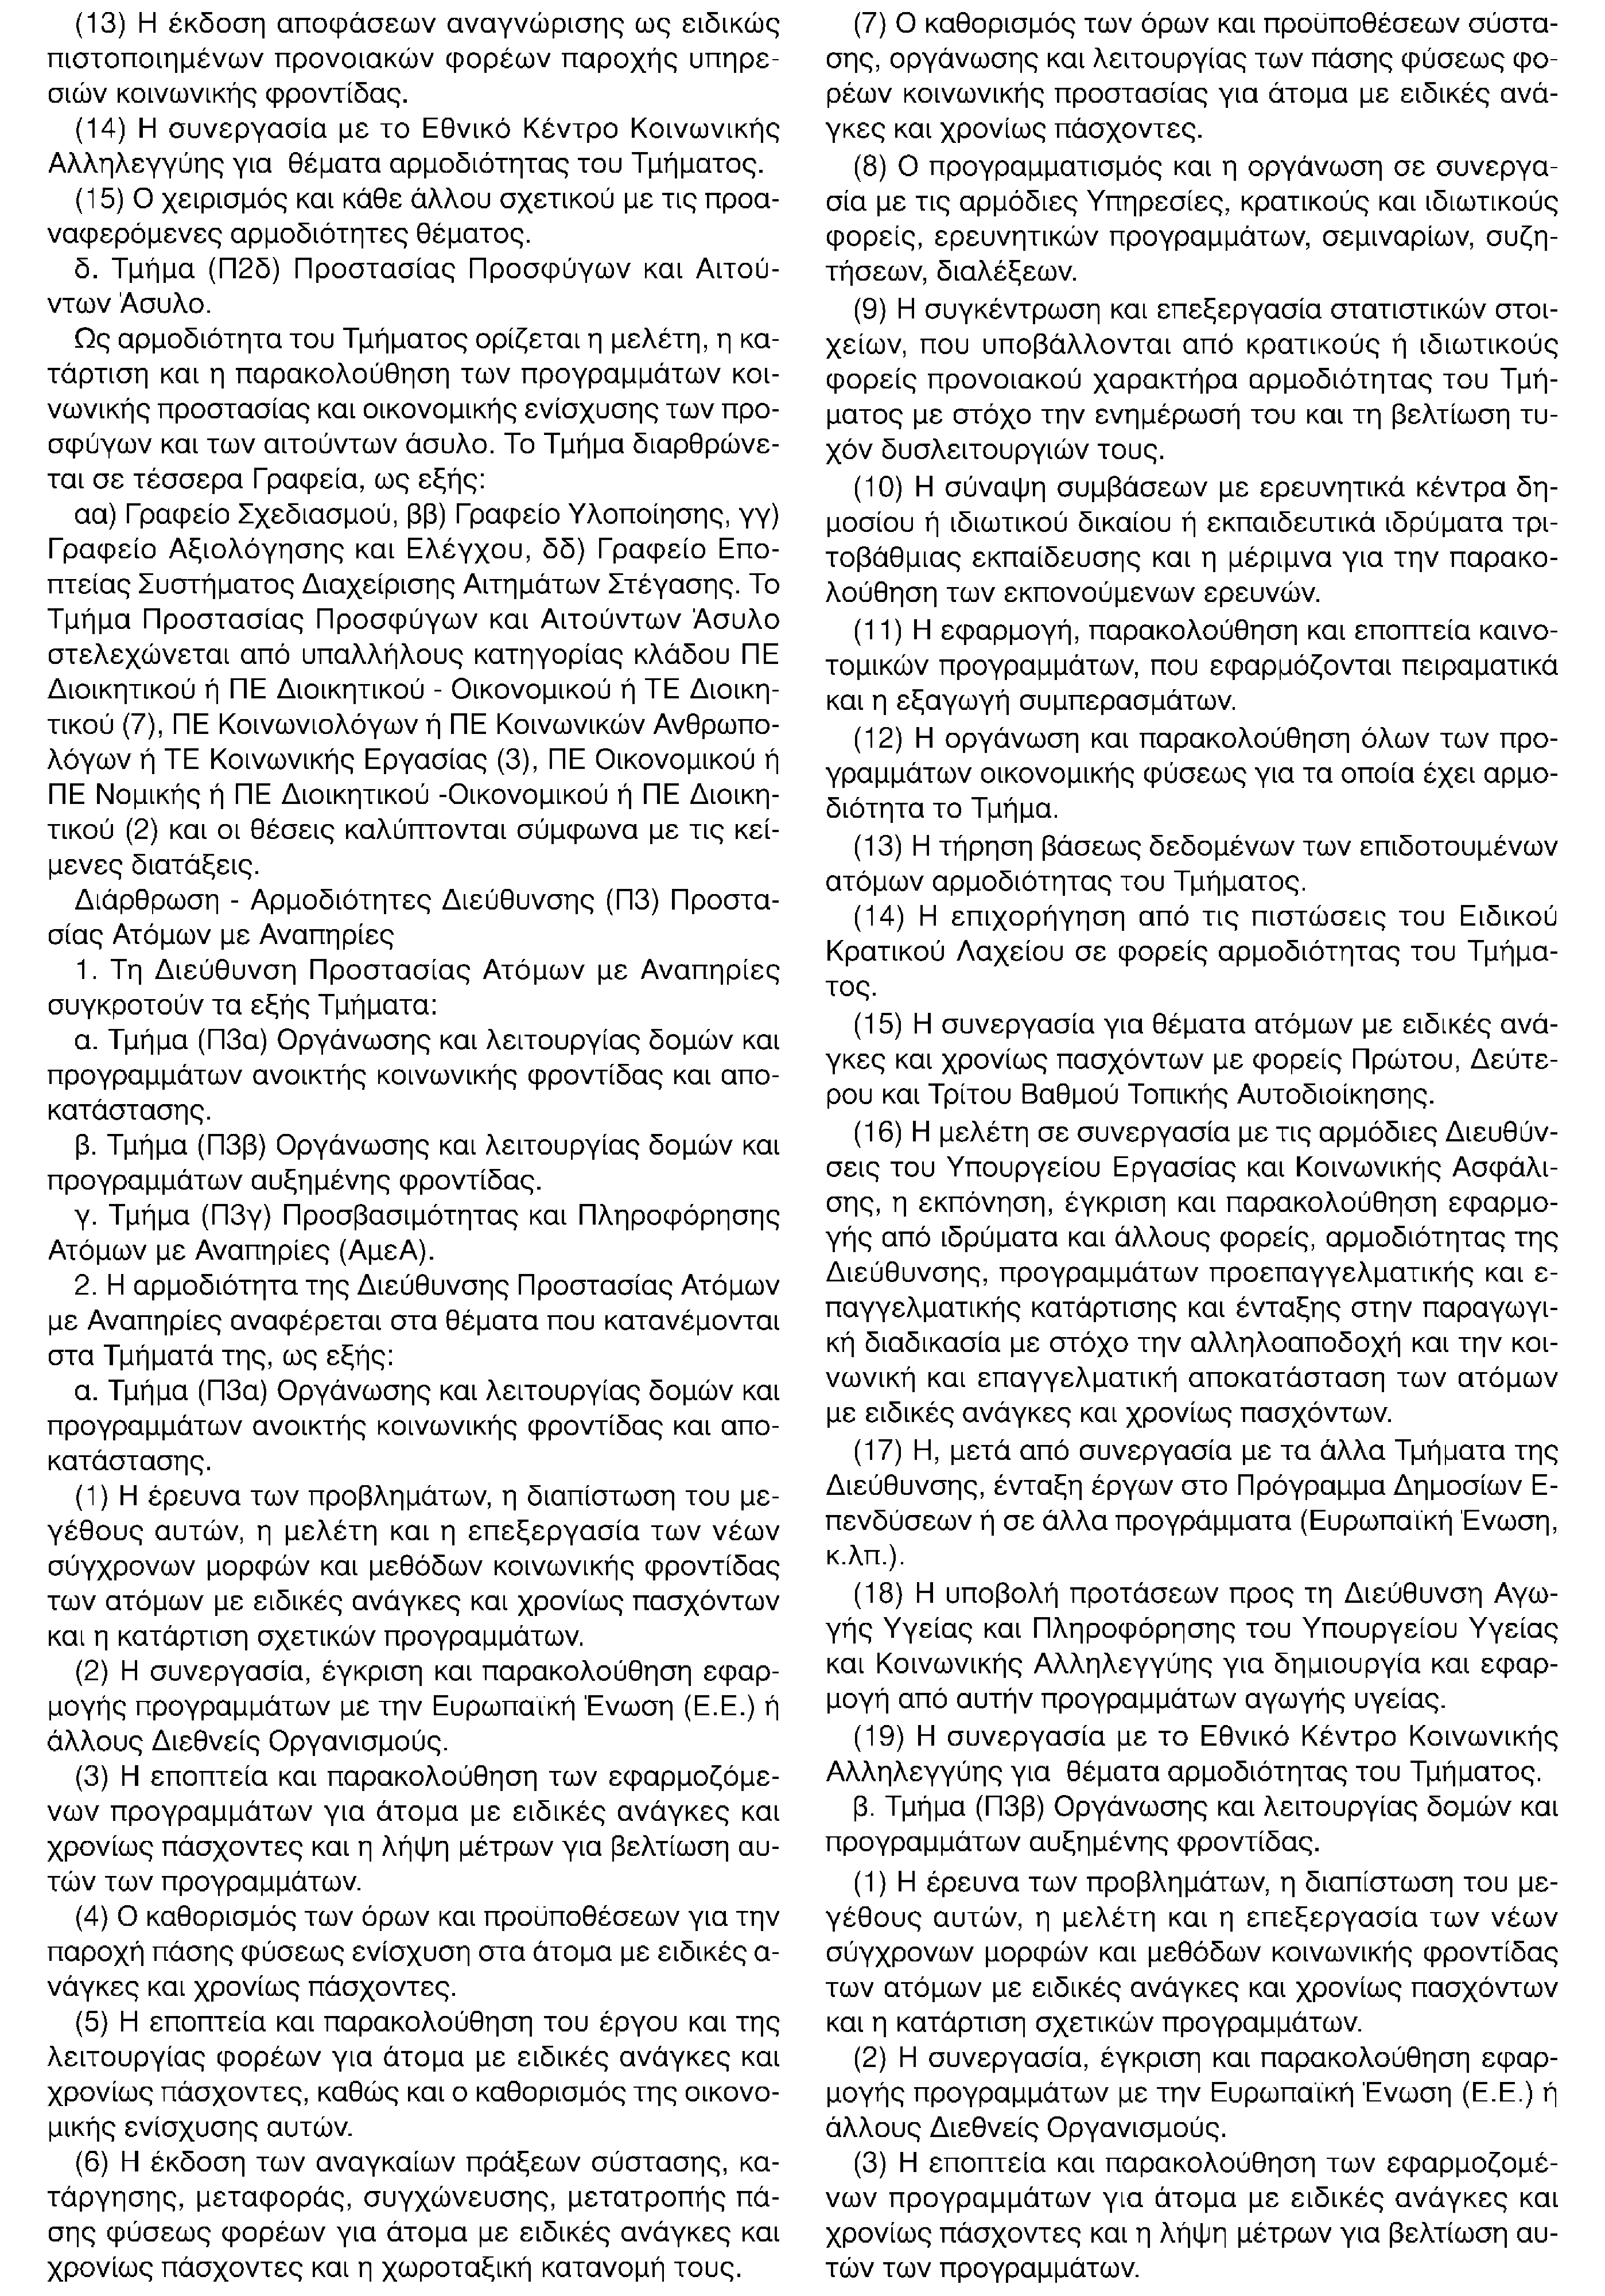 (13) Η έκδοση αποφάσεων αναγνώρισης ως ειδικώς
πιστοποιημένων προνοιακών φορέων παροχής υπηρε-
σιών κοινωνικής φροντίδας.
(14) Η συνεργασία με το Εθνικό Κέντρο Κοινωνικής
Αλληλεγγύης για θέματα αρμοδιότητας του Τμήματος.
(15) Ο χειρισμός και κάθε άλλου σχετικού με τις προα-
ναφερόμενες αρμοδιότητες θέματος.
δ. Τμήμα (Π2δ) Προστασίας Προσφύγων και Αιτού-
ντων Άσυλο.
Ως αρμοδιότητα του Τμήματος ορίζεται η μελέτη, η κα-
τάρτιση και η παρακολούθηση των προγραμμάτων κοι-
νωνικής προστασίας και οικονομικής ενίσχυσης των προ-
σφύγων και των αιτούντων άσυλο. Το Τμήμα διαρθρώνε-
ται σε τέσσερα Γραφεία, ως εξής:
αα) Γραφείο Σχεδιασμού, ββ) Γραφείο Υλοποίησης, γγ)
Γραφείο Αξιολόγησης και Ελέγχου, δδ) Γραφείο Επο-
πτείας Συστήματος Διαχείρισης Αιτημάτων Στέγασης. Το
Τμήμα Προστασίας Προσφύγων και Αιτούντων Άσυλο
στελεχώνεται από υπαλλήλους κατηγορίας κλάδου ΠΕ
Διοικητικού ή ΠΕ Διοικητικού - Οικονομικού ή ΤΕ Διοικη-
τικού (7), ΠΕ Κοινωνιολόγων ή ΠΕ Κοινωνικών Ανθρωπο-
λόγων ή ΤΕ Κοινωνικής Εργασίας (3), ΠΕ Οικονομικού ή
ΠΕ Νομικής ή ΠΕ Διοικητικού -Οικονομικού ή ΠΕ Διοικη-
τικού (2) και οι θέσεις καλύπτονται σύμφωνα με τις κεί-
μενες διατάξεις.
Διάρθρωση - Αρμοδιότητες Διεύθυνσης (Π3) Προστα-
σίας Ατόμων με Αναπηρίες
1. Τη Διεύθυνση Προστασίας Ατόμων με Αναπηρίες
συγκροτούν τα εξής Τμήματα:
α. Τμήμα (Π3α) Οργάνωσης και λειτουργίας δομών και
προγραμμάτων ανοικτής κοινωνικής φροντίδας και απο-
κατάστασης.
β. Τμήμα (Π3β) Οργάνωσης και λειτουργίας δομών και
προγραμμάτων αυξημένης φροντίδας.
γ. Τμήμα (Π3γ) Προσβασιμότητας και Πληροφόρησης
Ατόμων με Αναπηρίες (ΑμεΑ).
2. Η αρμοδιότητα της Διεύθυνσης Προστασίας Ατόμων
με Αναπηρίες αναφέρεται στα θέματα που κατανέμονται
στα Τμήματά της, ως εξής:
α. Τμήμα (Π3α) Οργάνωσης και λειτουργίας δομών και
προγραμμάτων ανοικτής κοινωνικής φροντίδας και απο-
κατάστασης.
(1) Η έρευνα των προβλημάτων, η διαπίστωση του με-
γέθους αυτών, η μελέτη και η επεξεργασία των νέων
σύγχρονων μορφών και μεθόδων κοινωνικής φροντίδας
των ατόμων με ειδικές ανάγκες και χρονίως πασχόντων
και η κατάρτιση σχετικών προγραμμάτων.
(2) Η συνεργασία, έγκριση και παρακολούθηση εφαρ-
μογής προγραμμάτων με την Ευρωπαϊκή Ένωση (Ε.Ε.) ή
άλλους Διεθνείς Οργανισμούς.
(3) Η εποπτεία και παρακολούθηση των εφαρμοζόμε-
νων προγραμμάτων για άτομα με ειδικές ανάγκες και
χρονίως πάσχοντες και η λήψη μέτρων για βελτίωση αυ-
τών των προγραμμάτων.
(4) Ο καθορισμός των όρων και προϋποθέσεων για την
παροχή πάσης φύσεως ενίσχυση στα άτομα με ειδικές α-
νάγκες και χρονίως πάσχοντες.
(5) Η εποπτεία και παρακολούθηση του έργου και της
λειτουργίας φορέων για άτομα με ειδικές ανάγκες και
χρονίως πάσχοντες, καθώς και ο καθορισμός της οικονο-
μικής ενίσχυσης αυτών.
(6) Η έκδοση των αναγκαίων πράξεων σύστασης, κα-
τάργησης, μεταφοράς, συγχώνευσης, μετατροπής πά-
σης φύσεως φορέων για άτομα με ειδικές ανάγκες και
χρονίως πάσχοντες και η χωροταξική κατανομή τους.
(7) Ο καθορισμός των όρων και προϋποθέσεων σύστα-
σης, οργάνωσης και λειτουργίας των πάσης φύσεως φο-
ρέων κοινωνικής προστασίας για άτομα με ειδικές ανά-
γκες και χρονίως πάσχοντες.
(8) Ο προγραμματισμός και η οργάνωση σε συνεργα-
σία με τις αρμόδιες Υπηρεσίες, κρατικούς και ιδιωτικούς
φορείς, ερευνητικών προγραμμάτων, σεμιναρίων, συζη-
τήσεων, διαλέξεων.
(9) Η συγκέντρωση και επεξεργασία στατιστικών στοι-
χείων, που υποβάλλονται από κρατικούς ή ιδιωτικούς
φορείς προνοιακού χαρακτήρα αρμοδιότητας του Τμή-
ματος με στόχο την ενημέρωσή του και τη βελτίωση τυ-
χόν δυσλειτουργιών τους.
(10) Η σύναψη συμβάσεων με ερευνητικά κέντρα δη-
μοσίου ή ιδιωτικού δικαίου ή εκπαιδευτικά ιδρύματα τρι-
τοβάθμιας εκπαίδευσης και η μέριμνα για την παρακο-
λούθηση των εκπονούμενων ερευνών.
(11) Η εφαρμογή, παρακολούθηση και εποπτεία καινο-
τομικών προγραμμάτων, που εφαρμόζονται πειραματικά
και η εξαγωγή συμπερασμάτων.
(12) Η οργάνωση και παρακολούθηση όλων των προ-
γραμμάτων οικονομικής φύσεως για τα οποία έχει αρμο-
διότητα το Τμήμα.
(13) Η τήρηση βάσεως δεδομένων των επιδοτουμένων
ατόμων αρμοδιότητας του Τμήματος.
(14) Η επιχορήγηση από τις πιστώσεις του Ειδικού
Κρατικού Λαχείου σε φορείς αρμοδιότητας του Τμήμα-
τος.
(15) Η συνεργασία για θέματα ατόμων με ειδικές ανά-
γκες και χρονίως πασχόντων με φορείς Πρώτου, Δεύτε-
ρου και Τρίτου Βαθμού Τοπικής Αυτοδιοίκησης.
(16) Η μελέτη σε συνεργασία με τις αρμόδιες Διευθύν-
σεις του Υπουργείου Εργασίας και Κοινωνικής Ασφάλι-
σης, η εκπόνηση, έγκριση και παρακολούθηση εφαρμο-
γής από ιδρύματα και άλλους φορείς, αρμοδιότητας της
Διεύθυνσης, προγραμμάτων προεπαγγελματικής και ε-
παγγελματικής κατάρτισης και ένταξης στην παραγωγι-
κή διαδικασία με στόχο την αλληλοαποδοχή και την κοι-
νωνική και επαγγελματική αποκατάσταση των ατόμων
με ειδικές ανάγκες και χρονίως πασχόντων.
(17) Η, μετά από συνεργασία με τα άλλα Τμήματα της
Διεύθυνσης, ένταξη έργων στο Πρόγραμμα Δημοσίων Ε-
πενδύσεων ή σε άλλα προγράμματα (Ευρωπαϊκή Ένωση,
κ.λπ.).
(18) Η υποβολή προτάσεων προς τη Διεύθυνση Αγω-
γής Υγείας και Πληροφόρησης του Υπουργείου Υγείας
και Κοινωνικής Αλληλεγγύης για δημιουργία και εφαρ-
μογή από αυτήν προγραμμάτων αγωγής υγείας.
(19) Η συνεργασία με το Εθνικό Κέντρο Κοινωνικής
Αλληλεγγύης για θέματα αρμοδιότητας του Τμήματος.
β. Τμήμα (Π3β) Οργάνωσης και λειτουργίας δομών και
προγραμμάτων αυξημένης φροντίδας.
(1) Η έρευνα των προβλημάτων, η διαπίστωση του με-
γέθους αυτών, η μελέτη και η επεξεργασία των νέων
σύγχρονων μορφών και μεθόδων κοινωνικής φροντίδας
των ατόμων με ειδικές ανάγκες και χρονίως πασχόντων
και η κατάρτιση σχετικών προγραμμάτων.
(2) Η συνεργασία, έγκριση και παρακολούθηση εφαρ-
μογής προγραμμάτων με την Ευρωπαϊκή Ένωση (Ε.Ε.) ή
άλλους Διεθνείς Οργανισμούς.
(3) Η εποπτεία και παρακολούθηση των εφαρμοζομέ-
νων προγραμμάτων για άτομα με ειδικές ανάγκες και
χρονίως πάσχοντες και η λήψη μέτρων για βελτίωση αυ-
τών των προγραμμάτων.